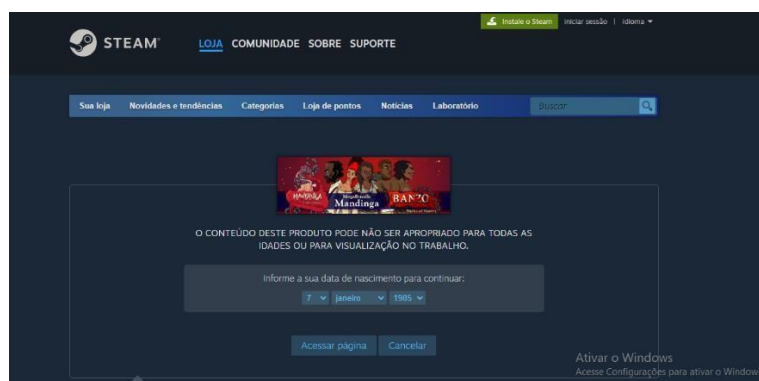 Instale o Steam iniciar sessão | idioma
STEAM LOJA COMUNIDADE SOBRE SUPORTE
Sua loja Novidades e tendências Categorias Loja de pontos Notícias Laboratório Buscar
Mandinga
BANZO
O CONTEÚDO DESTE PRODUTO PODE NÃO SER APROPRIADO PARA TODAS AS
IDADES OU PARA VISUALIZAÇÃO NO TRABALHO.
Informe a sua data de nascimento para continuar:
7 janeiro 1985
Acessar página Cancelar
Ativar o Windows
Acesse Configurações para ativar o Window